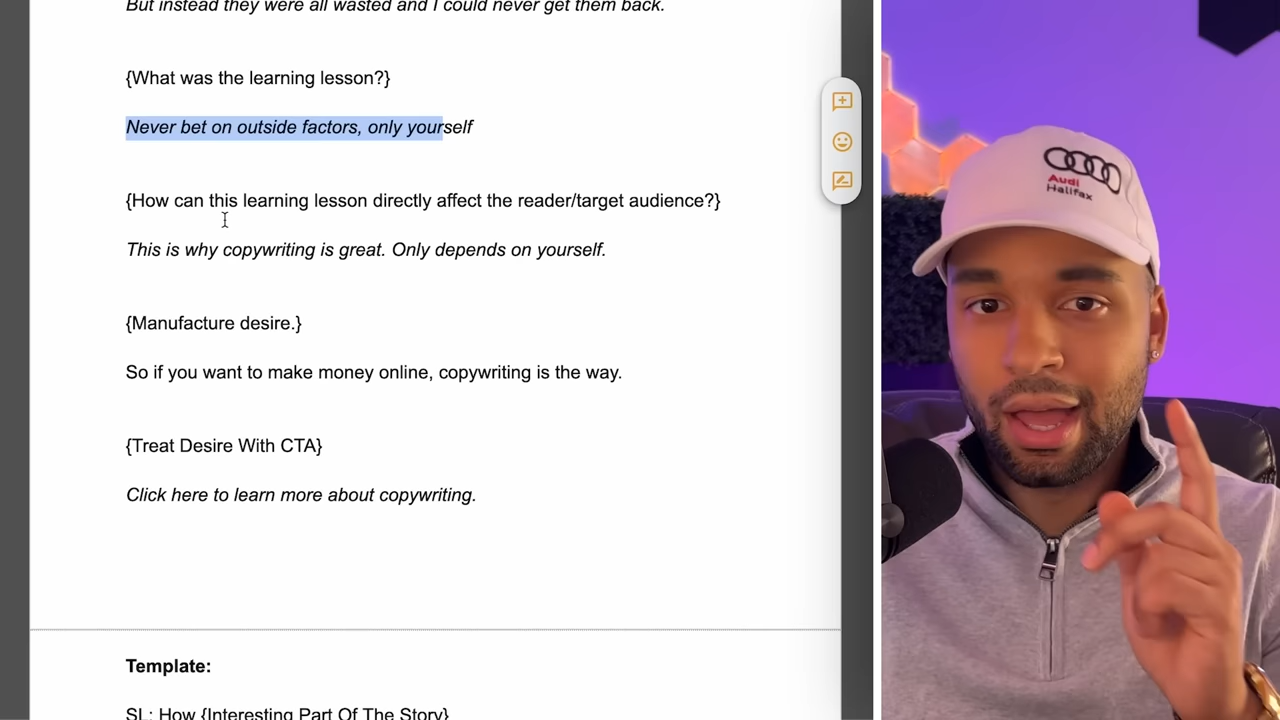 But instead they were all wasted and I could never get them back.
{What was the learning lesson?}
Never bet on outside factors, only yourself
{How can this learning lesson directly affect the reader/target audience?}
This is why copywriting is great. Only depends on yourself.
{Manufacture desire.}
So if you want to make money online, copywriting is the way.
{Treat Desire With CTA}
Click here to learn more about copywriting.
Template:
SL: How {Interesting Part Of The Story}
Audi
Halifax